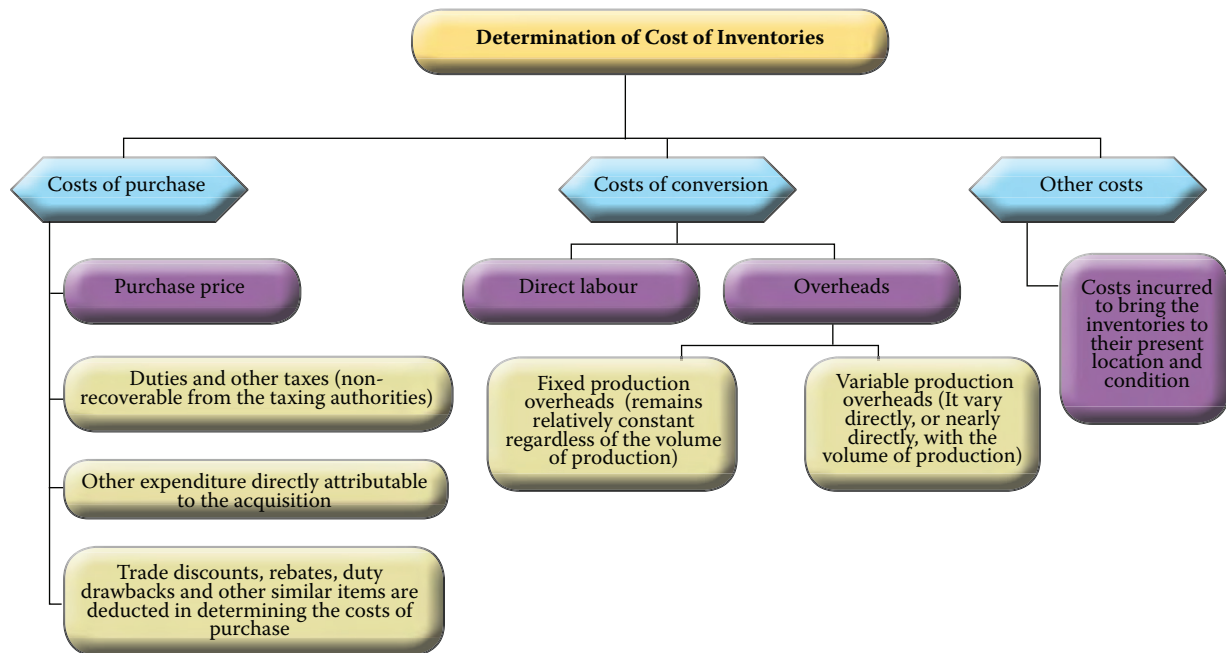 Determination of Cost of Inventories
Costs of purchase
Costs of conversion
Other costs
Purchase price
Duties and other taxes (non-
recoverable from the taxing authorities)
Other expenditure directly attributable
to the acquisition
Trade discounts, rebates, duty
drawbacks and other similar items are
deducted in determining the costs of
purchase
Direct labour
Overheads
Fixed production
overheads (remains
relatively constant
regardless of the volume
of production)
Variable production
overheads (It vary
directly, or nearly
directly, with the
volume of production)
Costs incurred
to bring the
inventories to
their present
location and
condition